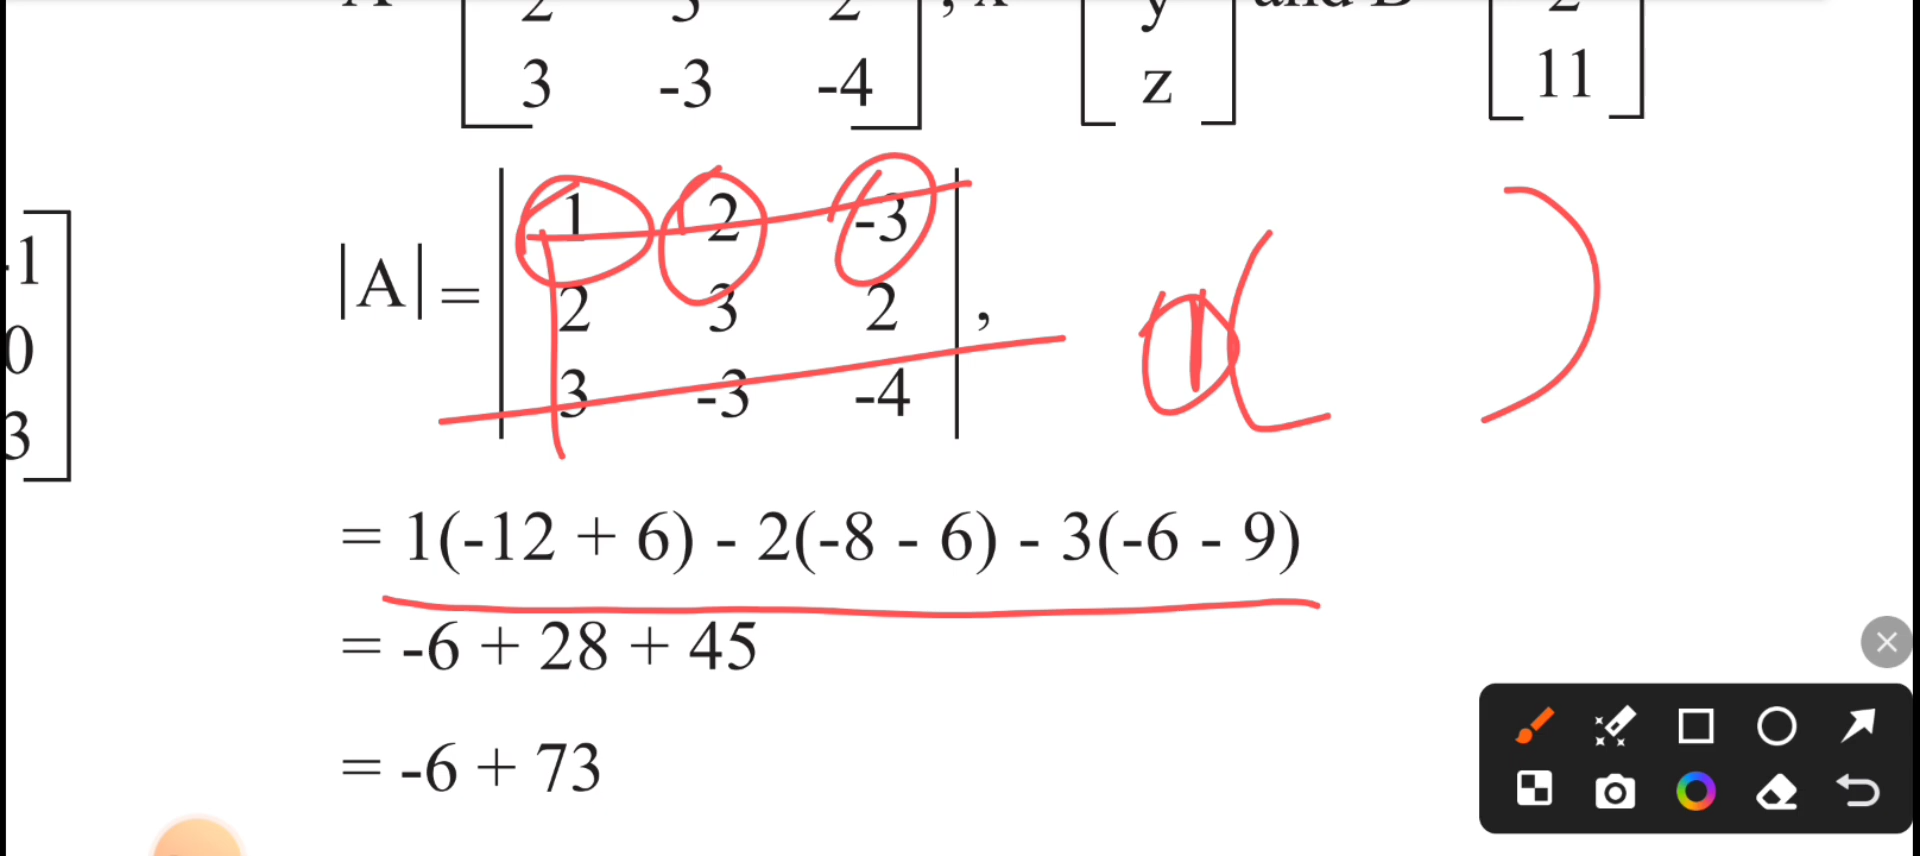 3 -3 -4 z 11
1 2 -3
-1
|A| = 2 3 2 ,
0
3 -3 -4
3
= 1(-12 + 6) - 2(-8 - 6) - 3(-6 - 9)
= -6 + 28 + 45
= -6 + 73